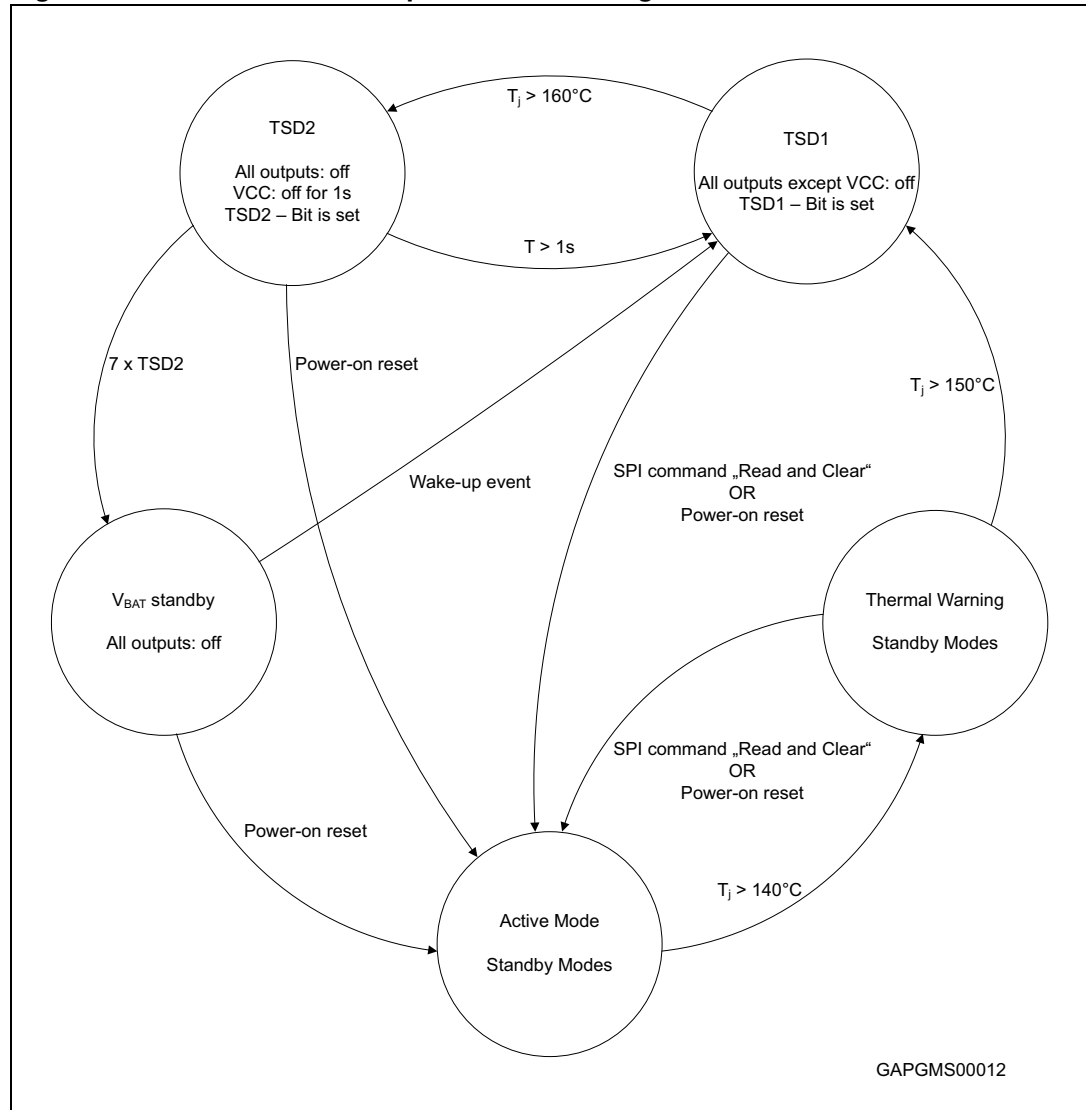 Tj > 160°C
TSD2
All outputs: off
VCC: off for 1s
TSD2 – Bit is set
TSD1
All outputs except VCC: off
TSD1 – Bit is set
T > 1s
7 x TSD2
Power-on reset
Tj > 150°C
Wake-up event
SPI command „Read and Clear“
OR
Power-on reset
VBAT standby
All outputs: off
Thermal Warning
Standby Modes
SPI command „Read and Clear“
OR
Power-on reset
Power-on reset
Tj > 140°C
Active Mode
Standby Modes
GAPGMS00012